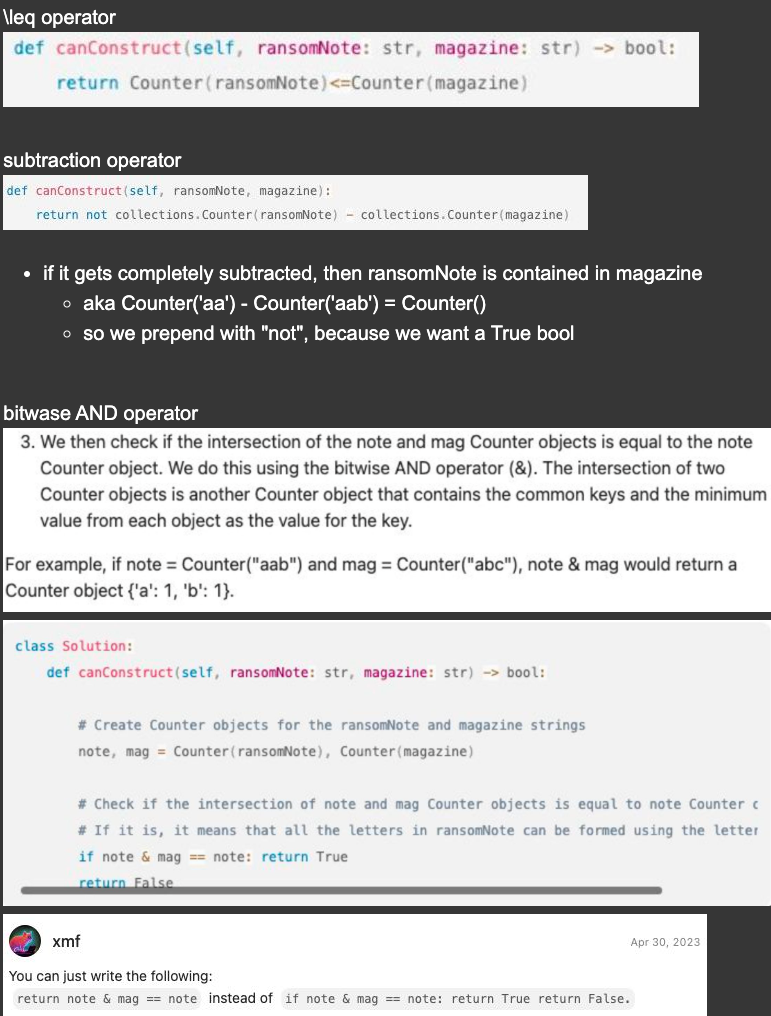 \leq operator
def canConstruct(self, ransomNote: str, magazine: str) -> bool:
    return Counter(ransomNote)<=Counter(magazine)
subtraction operator
def canConstruct(self, ransomNote, magazine):
    return not collections.Counter(ransomNote) - collections.Counter(magazine)
• if it gets completely subtracted, then ransomNote is contained in magazine
◦ aka Counter('aa') - Counter('aab') = Counter()
◦ so we prepend with "not", because we want a True bool
bitwase AND operator
3. We then check if the intersection of the note and mag Counter objects is equal to the note
Counter object. We do this using the bitwise AND operator (&). The intersection of two
Counter objects is another Counter object that contains the common keys and the minimum
value from each object as the value for the key.
For example, if note = Counter("aab") and mag = Counter("abc"), note & mag would return a
Counter object {'a': 1, 'b': 1}.
class Solution:
    def canConstruct(self, ransomNote: str, magazine: str) -> bool:
        # Create Counter objects for the ransomNote and magazine strings
        note, mag = Counter(ransomNote), Counter(magazine)
        # Check if the intersection of note and mag Counter objects is equal to note Counter
        # If it is, it means that all the letters in ransomNote can be formed using the letter
        if note & mag == note: return True
        return False
xmf
Apr 30, 2023
You can just write the following:
return note & mag == note instead of if note & mag == note: return True return False.